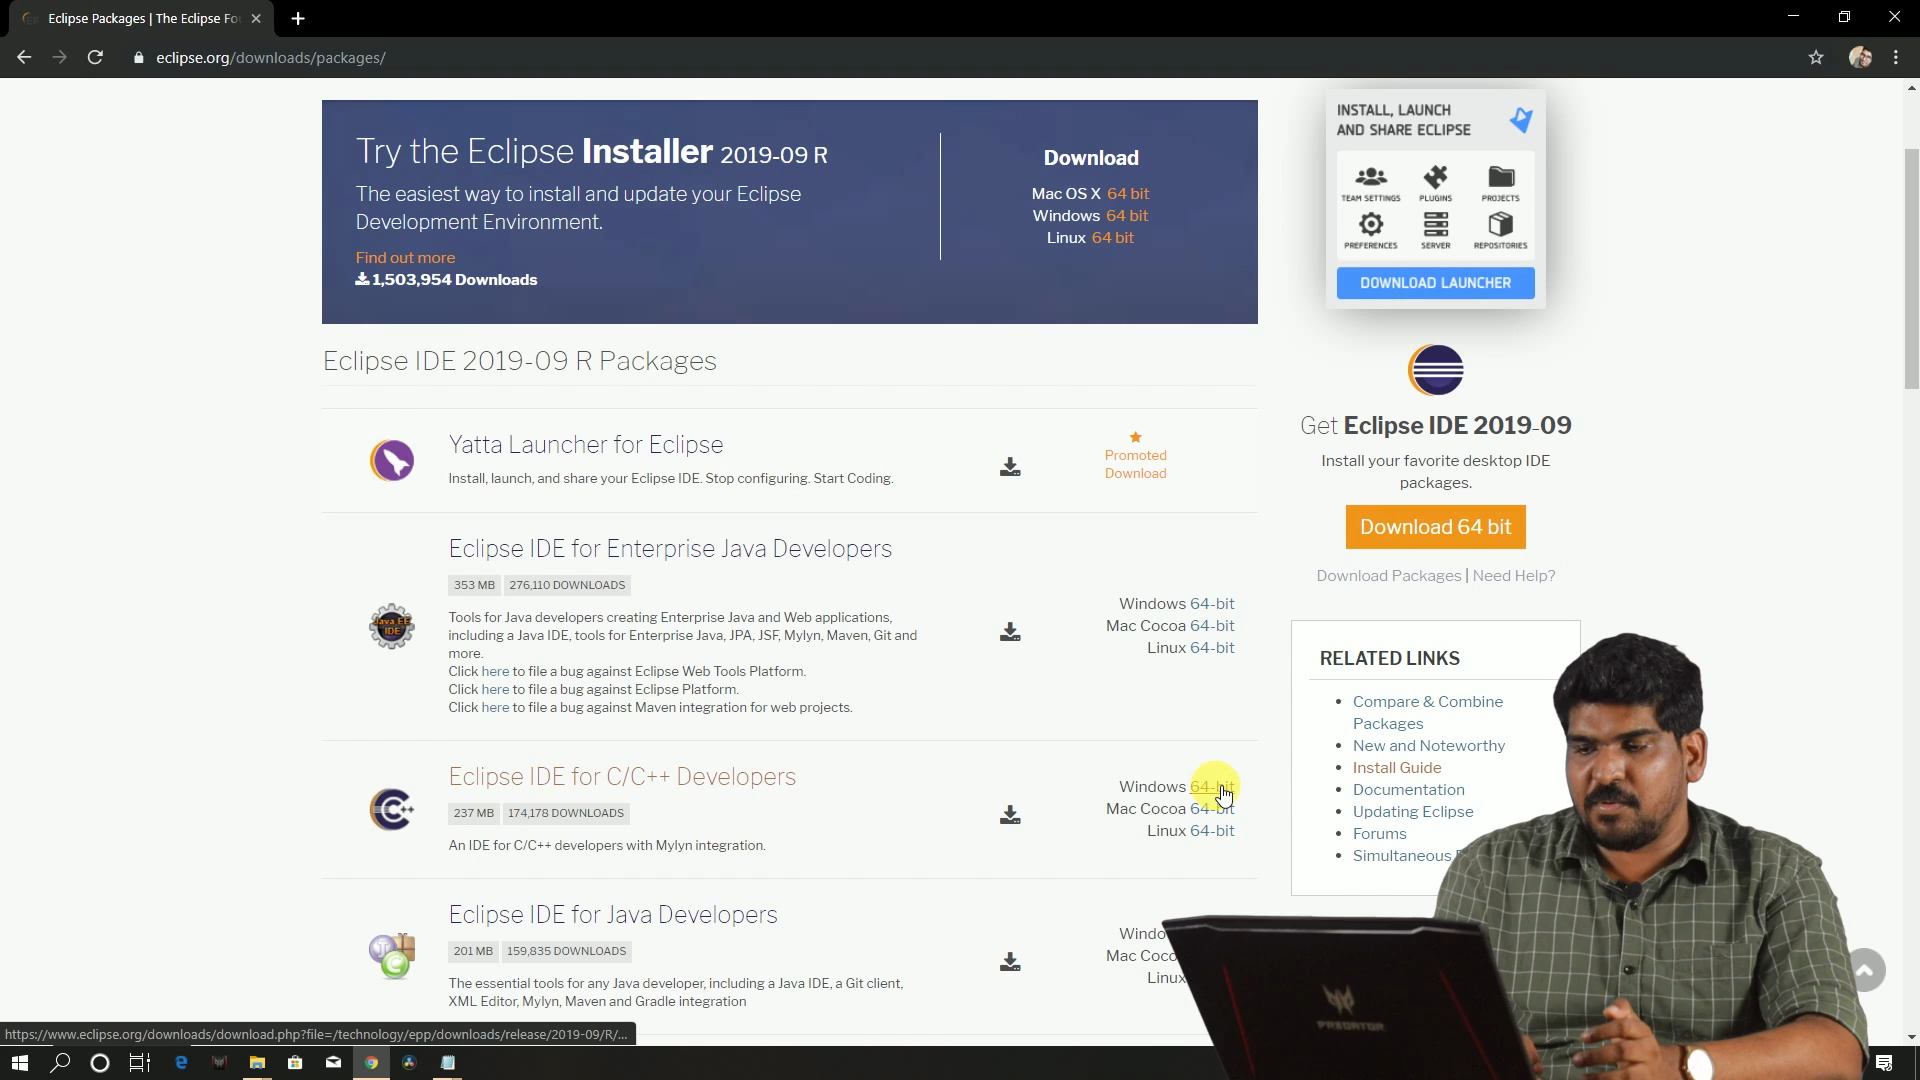 Eclipse Packages | The Eclipse Fo
eclipse.org/downloads/packages/
Try the Eclipse Installer 2019-09 R
The easiest way to install and update your Eclipse
Development Environment.
Find out more
1,503,954 Downloads
Download
Mac OS X 64 bit
Windows 64 bit
Linux 64 bit
INSTALL, LAUNCH
AND SHARE ECLIPSE
TEAM SETTINGS PLUGINS PROJECTS
PREFERENCES SERVER REPOSITORIES
DOWNLOAD LAUNCHER
Eclipse IDE 2019-09 R Packages
Yatta Launcher for Eclipse
Install, launch, and share your Eclipse IDE. Stop configuring. Start Coding.
Promoted
Download
Eclipse IDE for Enterprise Java Developers
353 MB 276,110 DOWNLOADS
Tools for Java developers creating Enterprise Java and Web applications,
including a Java IDE, tools for Enterprise Java, JPA, JSF, Mylyn, Maven, Git and
more.
Click here to file a bug against Eclipse Web Tools Platform.
Click here to file a bug against Eclipse Platform.
Click here to file a bug against Maven integration for web projects.
Java EE
IDE
Windows 64-bit
Mac Cocoa 64-bit
Linux 64-bit
Eclipse IDE for C/C++ Developers
237 MB 174,178 DOWNLOADS
An IDE for C/C++ developers with Mylyn integration.
C++
Windows 64-bit
Mac Cocoa 64-bit
Linux 64-bit
Eclipse IDE for Java Developers
201 MB 159,835 DOWNLOADS
The essential tools for any Java developer, including a Java IDE, a Git client,
XML Editor, Mylyn, Maven and Gradle integration
Windo
Mac Coco
Linux
Get Eclipse IDE 2019-09
Install your favorite desktop IDE
packages.
Download 64 bit
Download Packages | Need Help?
RELATED LINKS
Compare & Combine
Packages
New and Noteworthy
Install Guide
Documentation
Updating Eclipse
Forums
Simultaneous
PREDATOR
https://www.eclipse.org/downloads/download.php?file=/technology/epp/downloads/release/2019-09/R/...